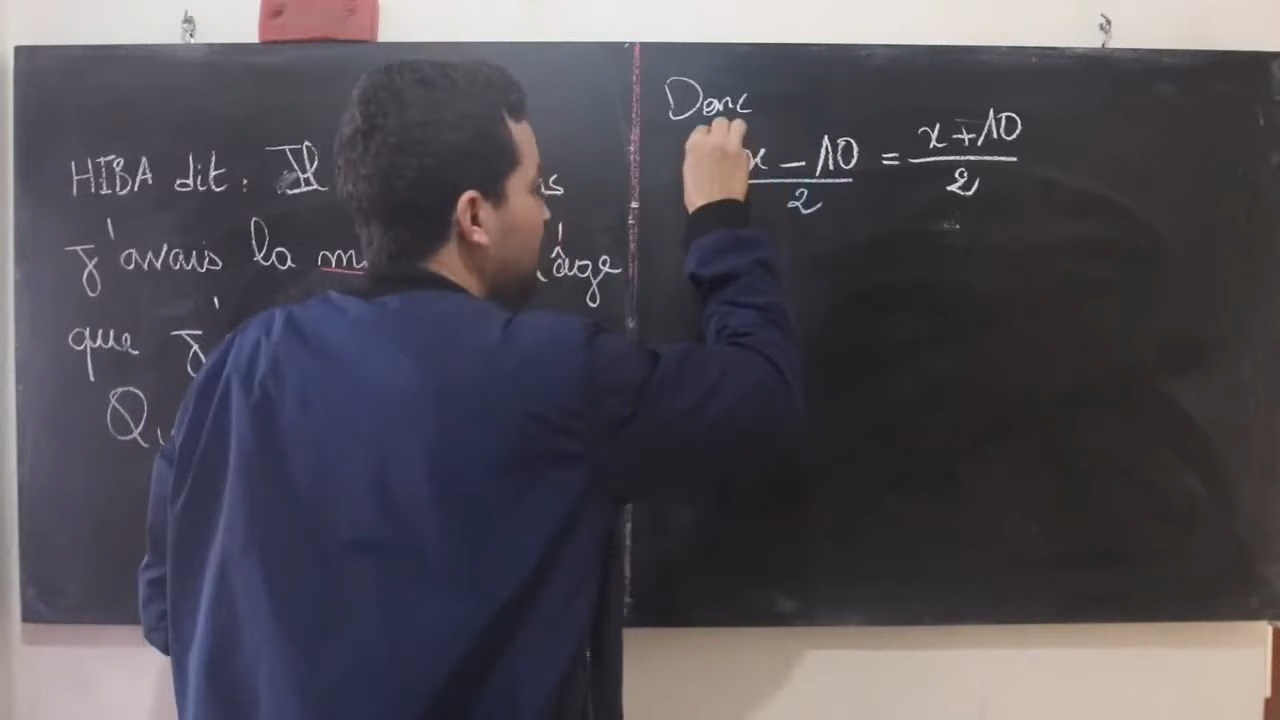 HIBA dit : Il
j'avais la l'âge
que j'
Donc
x - 10 / 2 = x + 10 / 2